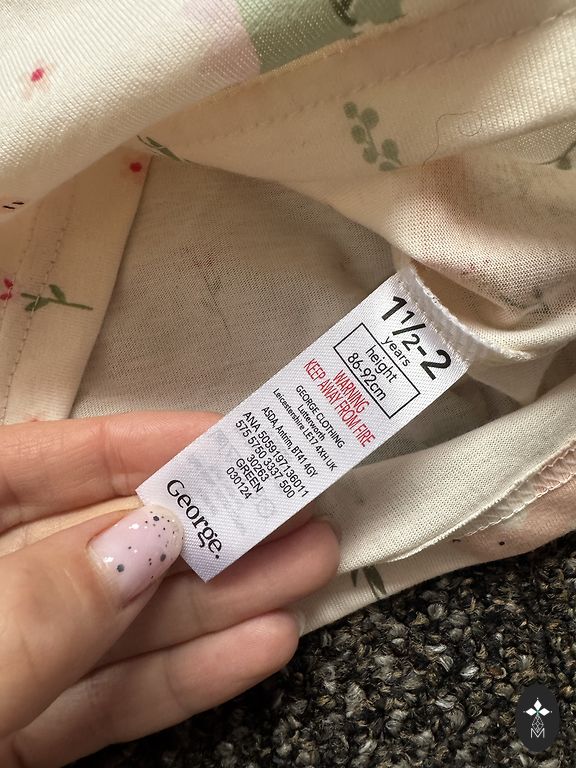 1½-2
years
height
86-92cm
WARNING
KEEP AWAY FROM FIRE
GEORGE CLOTHING
Lutterworth
Leicestershire LE17 4XH UK
ASDA, Antrim, BT41 4GY
ANA 5059197136011
575 5150 3337 500
30263
GREEN
030124
George.
M